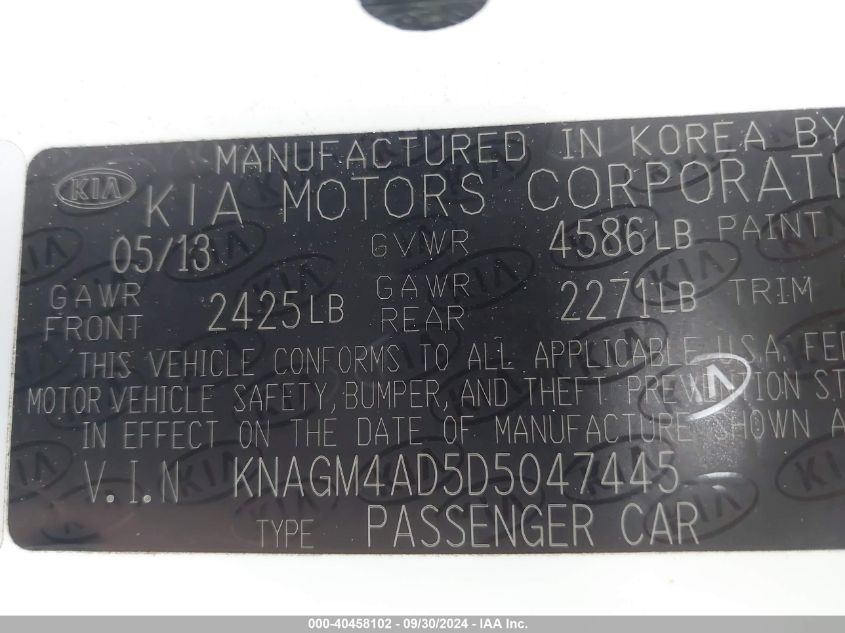 MANUFACTURED IN KOREA BY
KIA KIA MOTORS CORPORATI
05/13 GVWR 4586LB PAINT
GAWR FRONT 2425LB GAWR REAR 2271LB TRIM
THIS VEHICLE CONFORMS TO ALL APPLICABLE U.S.A. FED
MOTOR VEHICLE SAFETY, BUMPER, AND THEFT PREVENTION ST
IN EFFECT ON THE DATE OF MANUFACTURE SHOWN A
V.I.N KNAGM4AD5D5047445
TYPE PASSENGER CAR
000-40458102 - 09/30/2024 - IAA Inc.